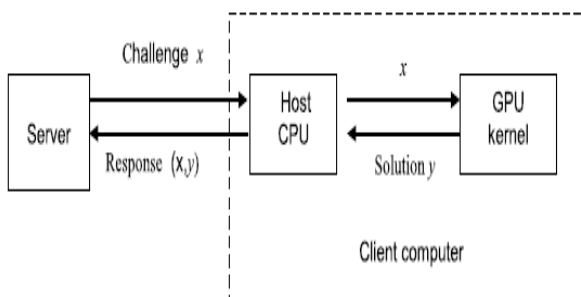 Challenge x
x
Server
Host
CPU
GPU
kernel
Response (x,y)
Solution y
Client computer